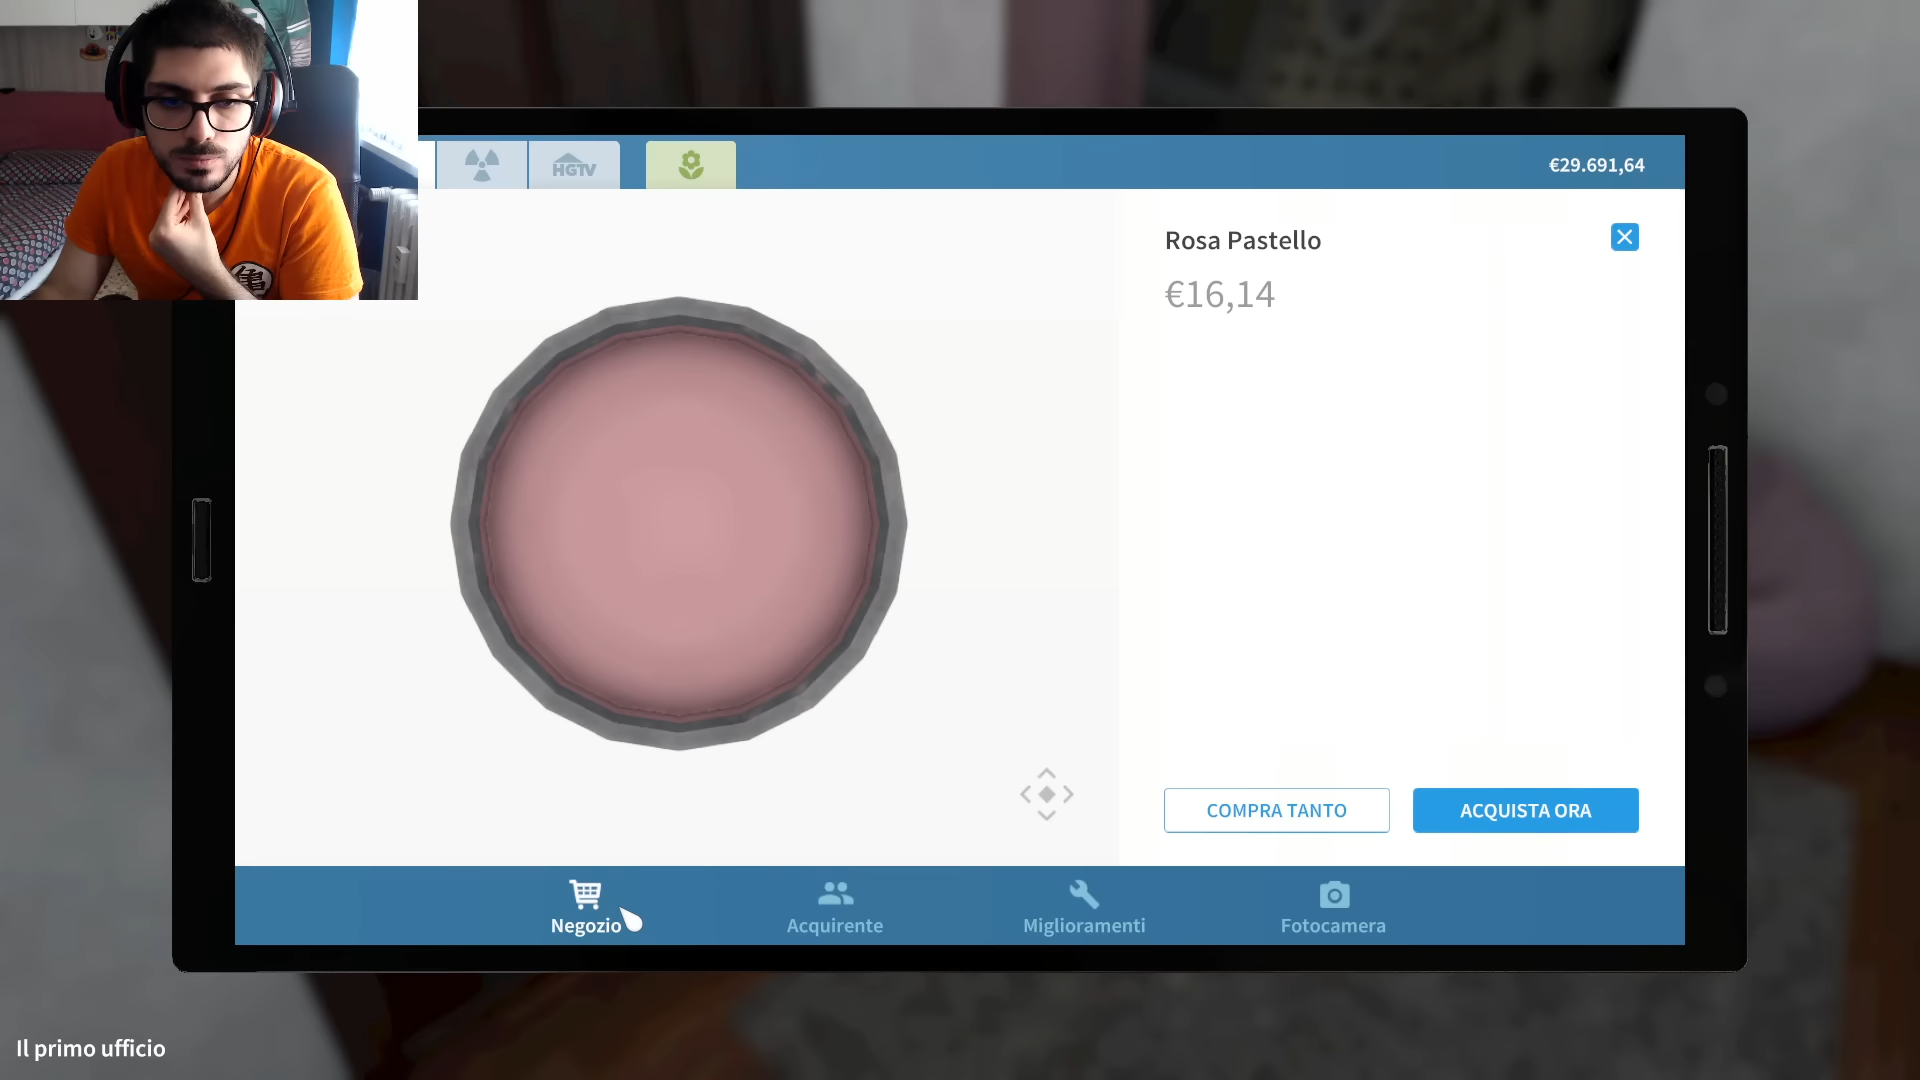 HGTV
€29.691,64
Rosa Pastello
€16,14
COMPRA TANTO
ACQUISTA ORA
Negozio
Acquirente
Miglioramenti
Fotocamera
Il primo ufficio